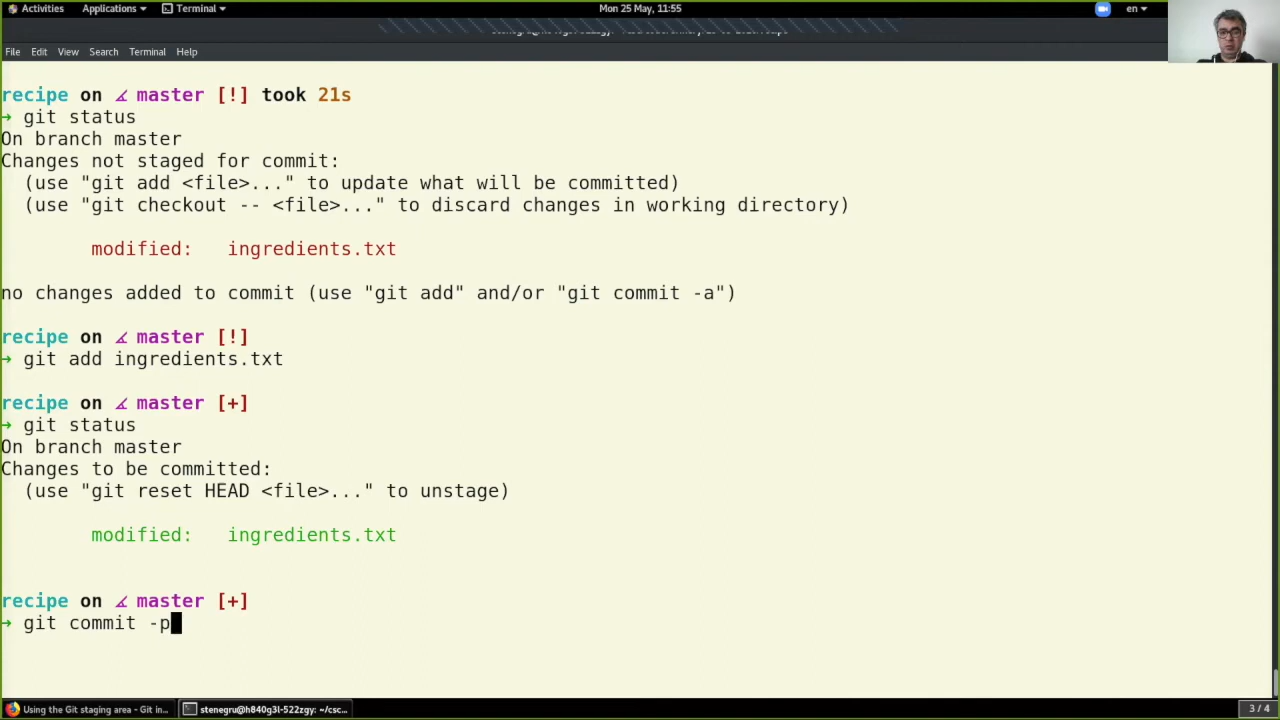 Activities Applications Terminal Mon 25 May, 11:55 en
File Edit View Search Terminal Help
recipe on master [!] took 21s
→ git status
On branch master
Changes not staged for commit:
(use "git add <file>..." to update what will be committed)
(use "git checkout -- <file>..." to discard changes in working directory)
modified: ingredients.txt
no changes added to commit (use "git add" and/or "git commit -a")
recipe on master [!]
→ git add ingredients.txt
recipe on master [+]
→ git status
On branch master
Changes to be committed:
(use "git reset HEAD <file>..." to unstage)
modified: ingredients.txt
recipe on master [+]
→ git commit -p
Using the Git staging area - Git in... stenegru@h840g3l-522zgy: ~/csc... 3 / 4